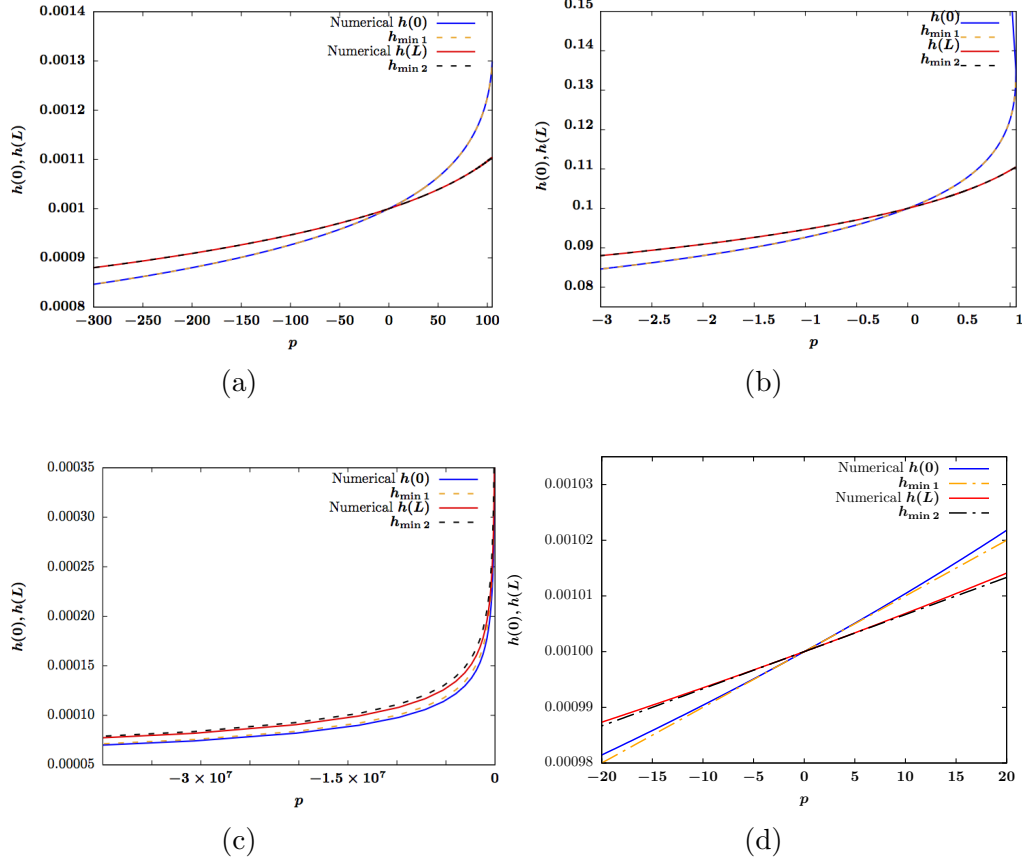 0.0014
0.0013
0.0012
0.0011
0.001
0.0009
0.0008
h(0), h(L)
Numerical h(0)
h_min 1
Numerical h(L)
h_min 2
−300 −250 −200 −150 −100 −50 0 50 100
p
(a)
0.15
0.14
0.13
0.12
0.11
0.1
0.09
0.08
h(0), h(L)
h(0)
h_min 1
h(L)
h_min 2
−3 −2.5 −2 −1.5 −1 −0.5 0 0.5 1
p
(b)
0.00035
0.00030
0.00025
0.00020
0.00015
0.00010
0.00005
h(0), h(L)
Numerical h(0)
h_min 1
Numerical h(L)
h_min 2
−3 × 10⁷ −1.5 × 10⁷ 0
p
(c)
0.00103
0.00102
0.00101
0.00100
0.00099
0.00098
h(0), h(L)
Numerical h(0)
h_min 1
Numerical h(L)
h_min 2
−20 −15 −10 −5 0 5 10 15 20
p
(d)